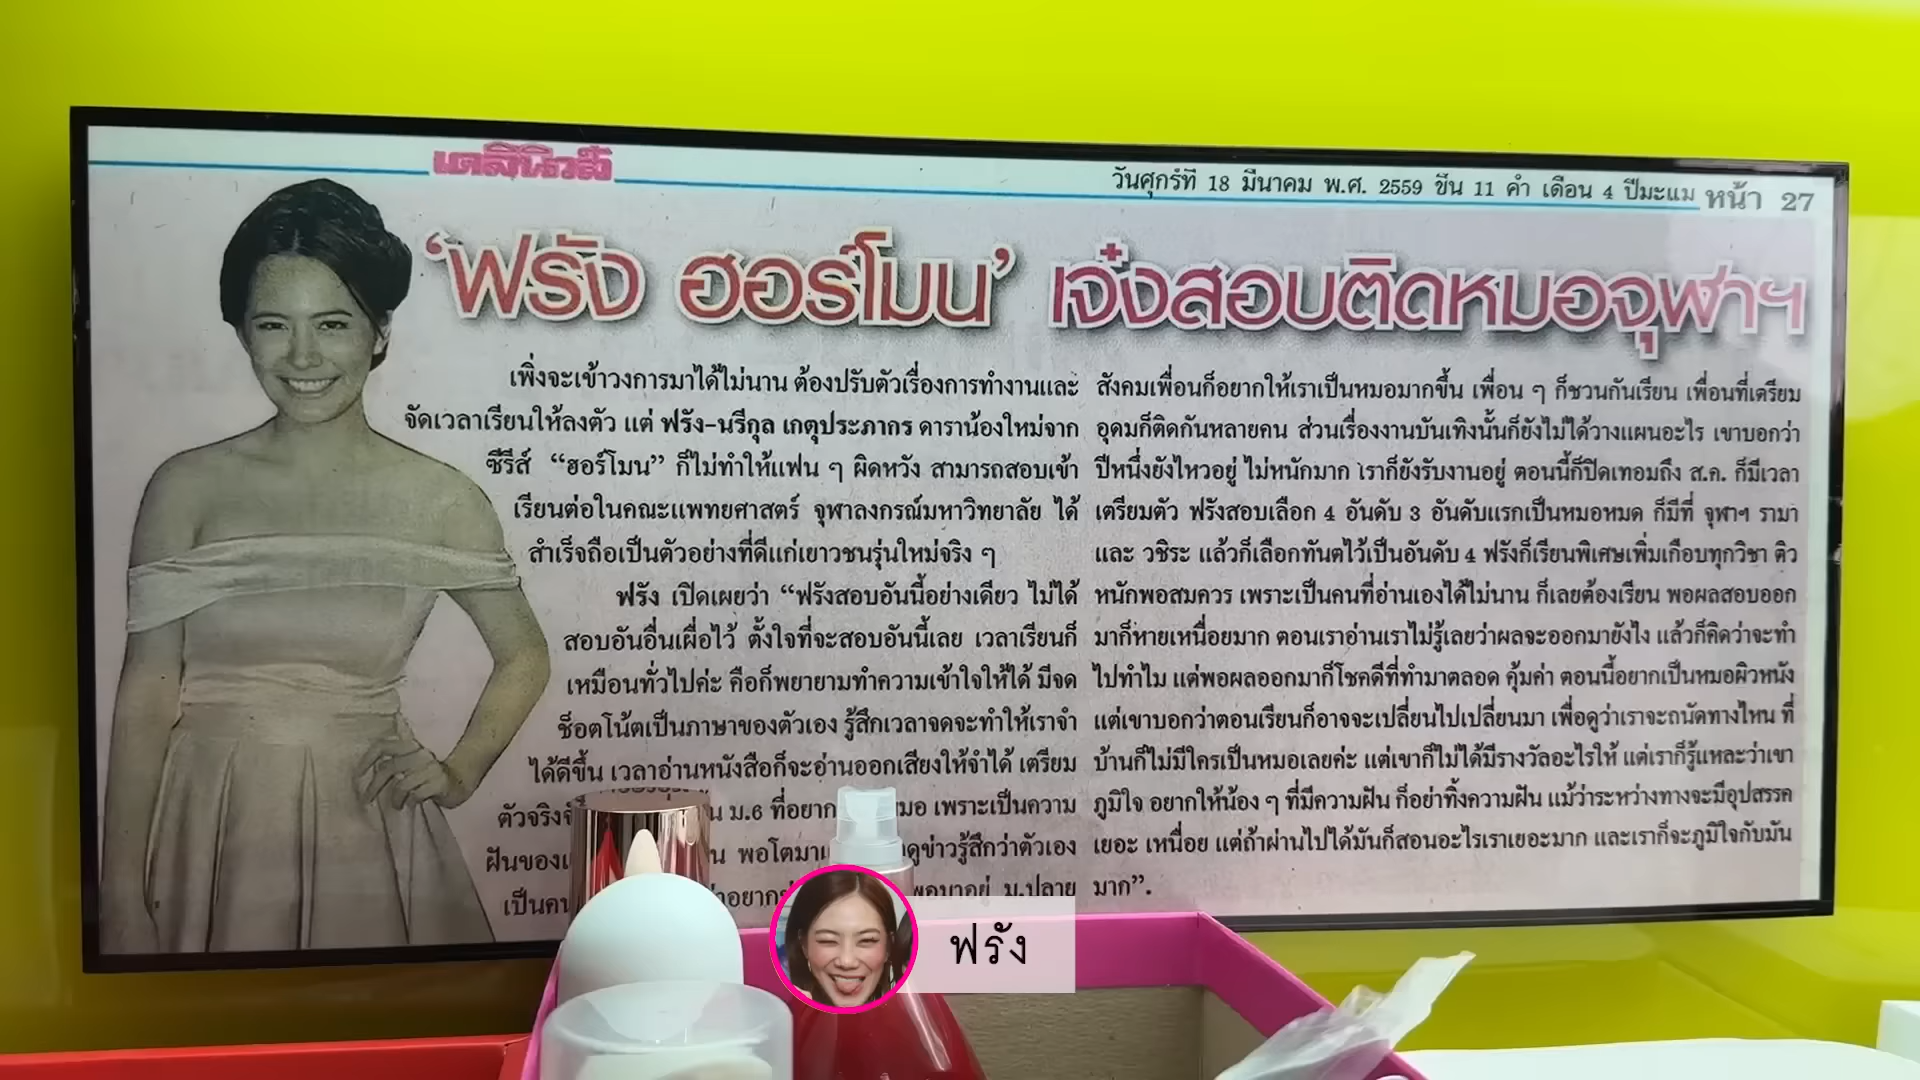 เดลินิวส์
วันศุกร์ที่ 18 มีนาคม พ.ศ. 2559 ขึ้น 11 ค่ำ เดือน 4 ปีมะแม หน้า 27
‘ฟรัง ฮอร์โมน’ เจ๋งสอบติดหมอจุฬาฯ
เพิ่งจะเข้าวงการมาได้ไม่นาน ต้องปรับตัวเรื่องการทำงานและ
จัดเวลาเรียนให้ลงตัว แต่ ฟรัง-นรีกุล เกตุประภากร ดาราน้องใหม่จาก
ซีรีส์ “ฮอร์โมน” ก็ไม่ทำให้แฟน ๆ ผิดหวัง สามารถสอบเข้า
เรียนต่อในคณะแพทยศาสตร์ จุฬาลงกรณ์มหาวิทยาลัย ได้
สำเร็จถือเป็นตัวอย่างที่ดีแก่เยาวชนรุ่นใหม่จริง ๆ
ฟรัง เปิดเผยว่า “ฟรังสอบอันนี้อย่างเดียว ไม่ได้
สอบอันอื่นเผื่อไว้ ตั้งใจที่จะสอบอันนี้เลย เวลาเรียนก็
เหมือนทั่วไปค่ะ คือก็พยายามทำความเข้าใจให้ได้ มีจด
ช็อตโน้ตเป็นภาษาของตัวเอง รู้สึกเวลาจดจะทำให้เราจำ
ได้ดีขึ้น เวลาอ่านหนังสือก็จะอ่านออกเสียงให้จำได้ เตรียม
ตัวจริงจั ม.6 ที่อยาก มอ เพราะเป็นความ
ฝันของ พอโตมา ดูข่าวรู้สึกว่าตัวเอง
เป็นคน อยาก พอมาอยู่ ม.ปลาย
สังคมเพื่อนก็อยากให้เราเป็นหมอมากขึ้น เพื่อน ๆ ก็ชวนกันเรียน เพื่อนที่เตรียม
อุดมก็ติดกันหลายคน ส่วนเรื่องงานบันเทิงนั้นก็ยังไม่ได้วางแผนอะไร เขาบอกว่า
ปีหนึ่งยังไหวอยู่ ไม่หนักมาก เราก็ยังรับงานอยู่ ตอนนี้ก็ปิดเทอมถึง ส.ค. ก็มีเวลา
เตรียมตัว ฟรังสอบเลือก 4 อันดับ 3 อันดับแรกเป็นหมอหมด ก็มีที่ จุฬาฯ รามา
และ วชิระ แล้วก็เลือกทันตไว้เป็นอันดับ 4 ฟรังก็เรียนพิเศษเพิ่มเกือบทุกวิชา ติว
หนักพอสมควร เพราะเป็นคนที่อ่านเองได้ไม่นาน ก็เลยต้องเรียน พอผลสอบออก
มาก็หายเหนื่อยมาก ตอนเราอ่านเราไม่รู้เลยว่าผลจะออกมายังไง แล้วก็คิดว่าจะทำ
ไปทำไม แต่พอผลออกมาก็โชคดีที่ทำมาตลอด คุ้มค่า ตอนนี้อยากเป็นหมอผิวหนัง
แต่เขาบอกว่าตอนเรียนก็อาจจะเปลี่ยนไปเปลี่ยนมา เพื่อดูว่าเราจะถนัดทางไหน ที่
บ้านก็ไม่มีใครเป็นหมอเลยค่ะ แต่เขาก็ไม่ได้มีรางวัลอะไรให้ แต่เราก็รู้แหละว่าเขา
ภูมิใจ อยากให้น้อง ๆ ที่มีความฝัน ก็อย่าทิ้งความฝัน แม้ว่าระหว่างทางจะมีอุปสรรค
เยอะ เหนื่อย แต่ถ้าผ่านไปได้มันก็สอนอะไรเราเยอะมาก และเราก็จะภูมิใจกับมัน
มาก”.
ฟรัง